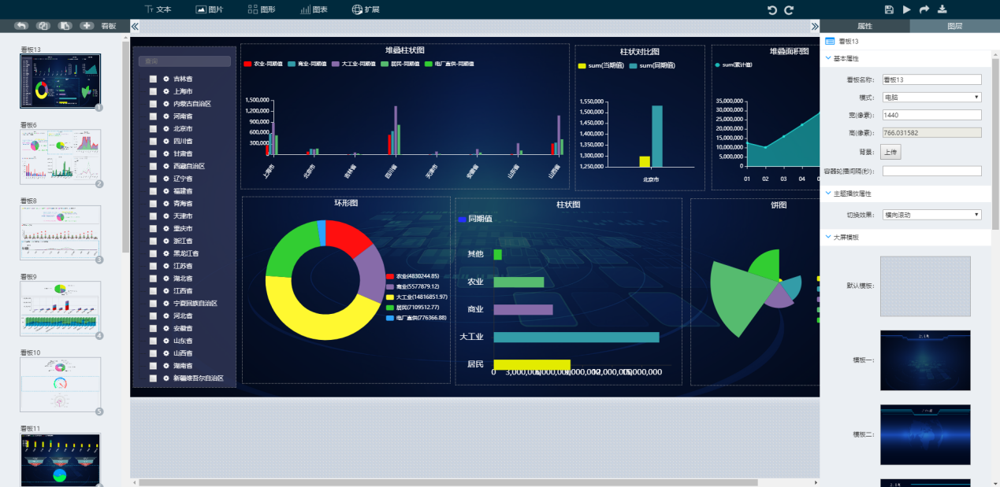 文本 图片 图形 图表 扩展
看板
属性 图层
看板13
1
看板6
2
看板8
3
看板9
4
看板10
5
看板11
查询
吉林省
上海市
内蒙古自治区
河南省
北京市
四川省
甘肃省
西藏自治区
辽宁省
福建省
青海省
天津市
重庆市
浙江省
黑龙江省
江苏省
湖北省
江西省
宁夏回族自治区
河北省
安徽省
山东省
山西省
湖南省
新疆维吾尔自治区
堆叠柱状图
农业-同期值 商业-同期值 大工业-同期值 居民-同期值 电厂直供-同期值
1,500,000
1,200,000
900,000
600,000
300,000
上海市 北京市 吉林省 四川省 天津市 安徽省 山东省 山西省
柱状对比图
sum(当期值) sum(同期值)
1,550,000
1,500,000
1,450,000
1,400,000
1,350,000
1,300,000
1,250,000
北京市
堆叠面积图
sum(累计值)
35,000,000
30,000,000
25,000,000
20,000,000
15,000,000
10,000,000
5,000,000
0
01 02 03 04
环形图
农业(4830244.85)
商业(5577879.12)
大工业(14816851.97)
居民(7109512.77)
电厂直供(776366.88)
柱状图
同期值
其他
农业
商业
大工业
居民
0 3,000,000 6,000,000 9,000,000 12,000,000 15,000,000
饼图
看板13
基本属性
看板名称: 看板13
模式: 电脑
宽(像素): 1440
高(像素): 766.031582
背景: 上传
容器轮播间隔(秒):
主题播放属性
切换效果: 横向滚动
大屏模板
默认模板:
模板一:
模板二: